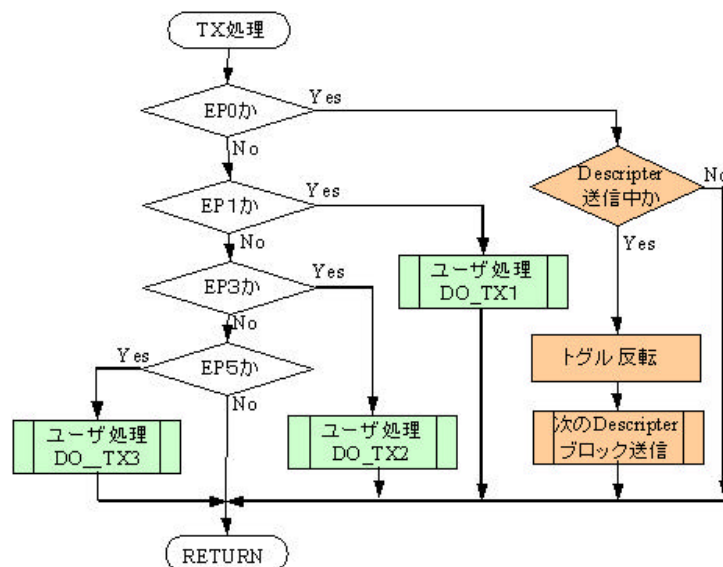 TX処理
EP0か
Yes
No
Descripter
送信中か
No
Yes
EP1か
Yes
No
ユーザ処理
DO_TX1
EP3か
Yes
No
トグル反転
EP5か
Yes
No
ユーザ処理
DO__TX3
ユーザ処理
DO_TX2
次のDescripter
ブロック送信
RETURN